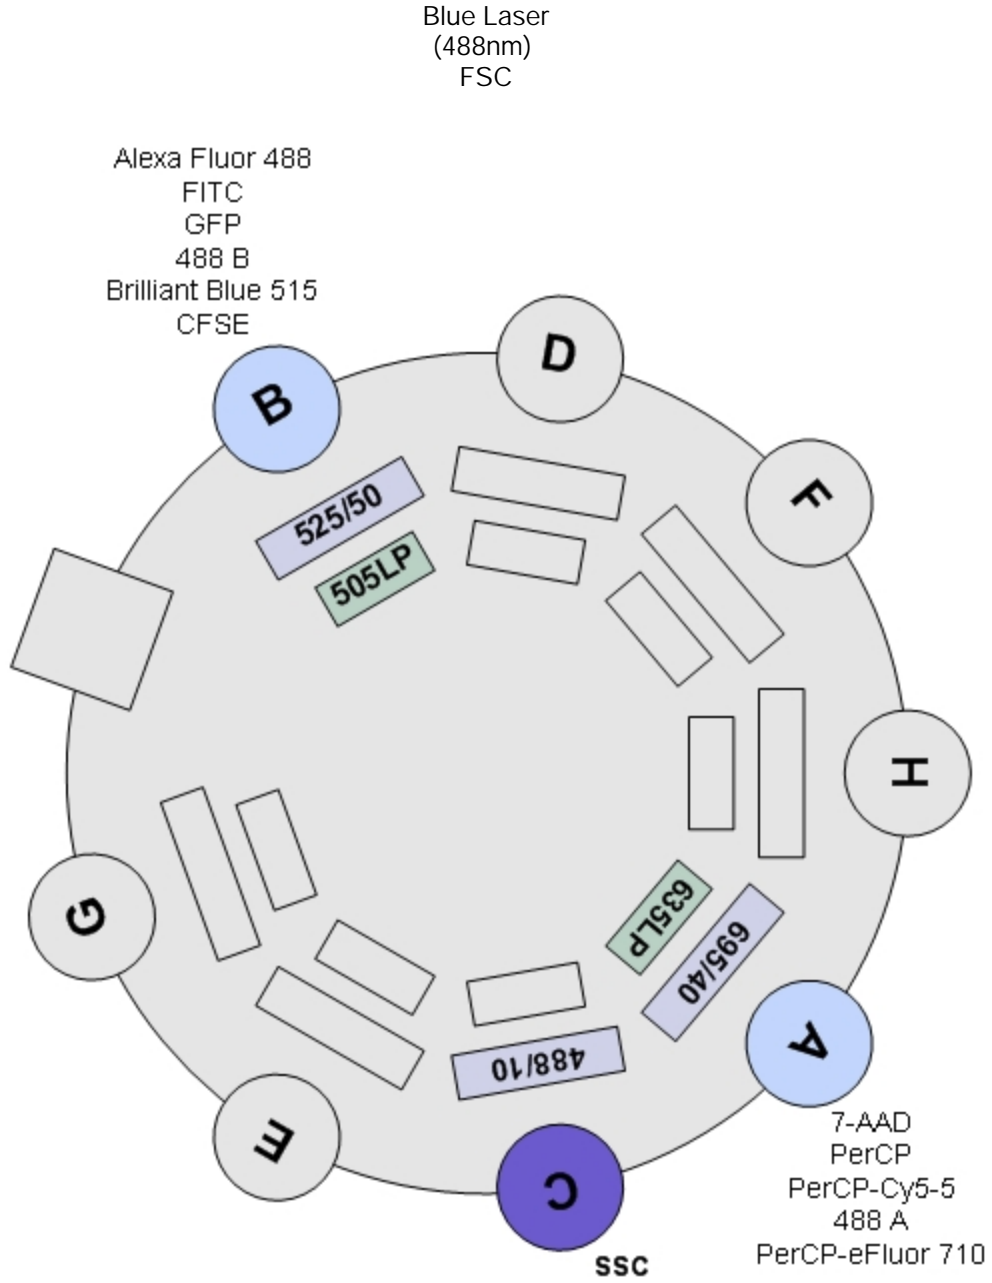 Blue Laser
(488nm)
FSC
Alexa Fluor 488
FITC
GFP
488 B
Brilliant Blue 515
CFSE
D
B
F
525/50
505LP
H
635LP
695/40
G
488/10
A
E
C
7-AAD
PerCP
PerCP-Cy5-5
488 A
PerCP-eFluor 710
SSC